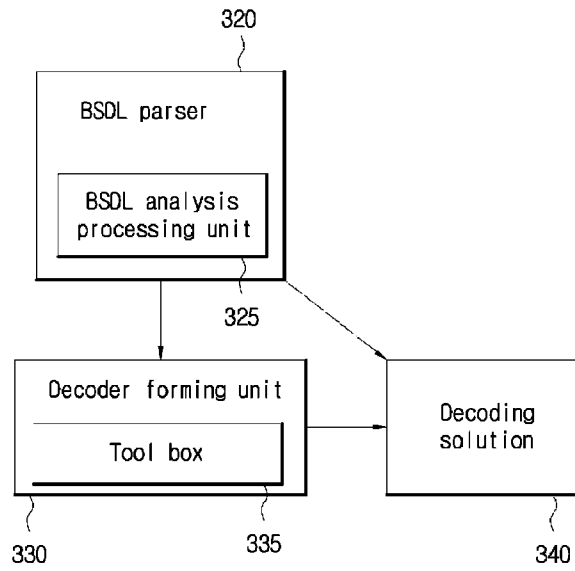 320
BSDL parser
BSDL analysis
processing unit
325
Decoder forming unit
Tool box
Decoding
solution
330
335
340